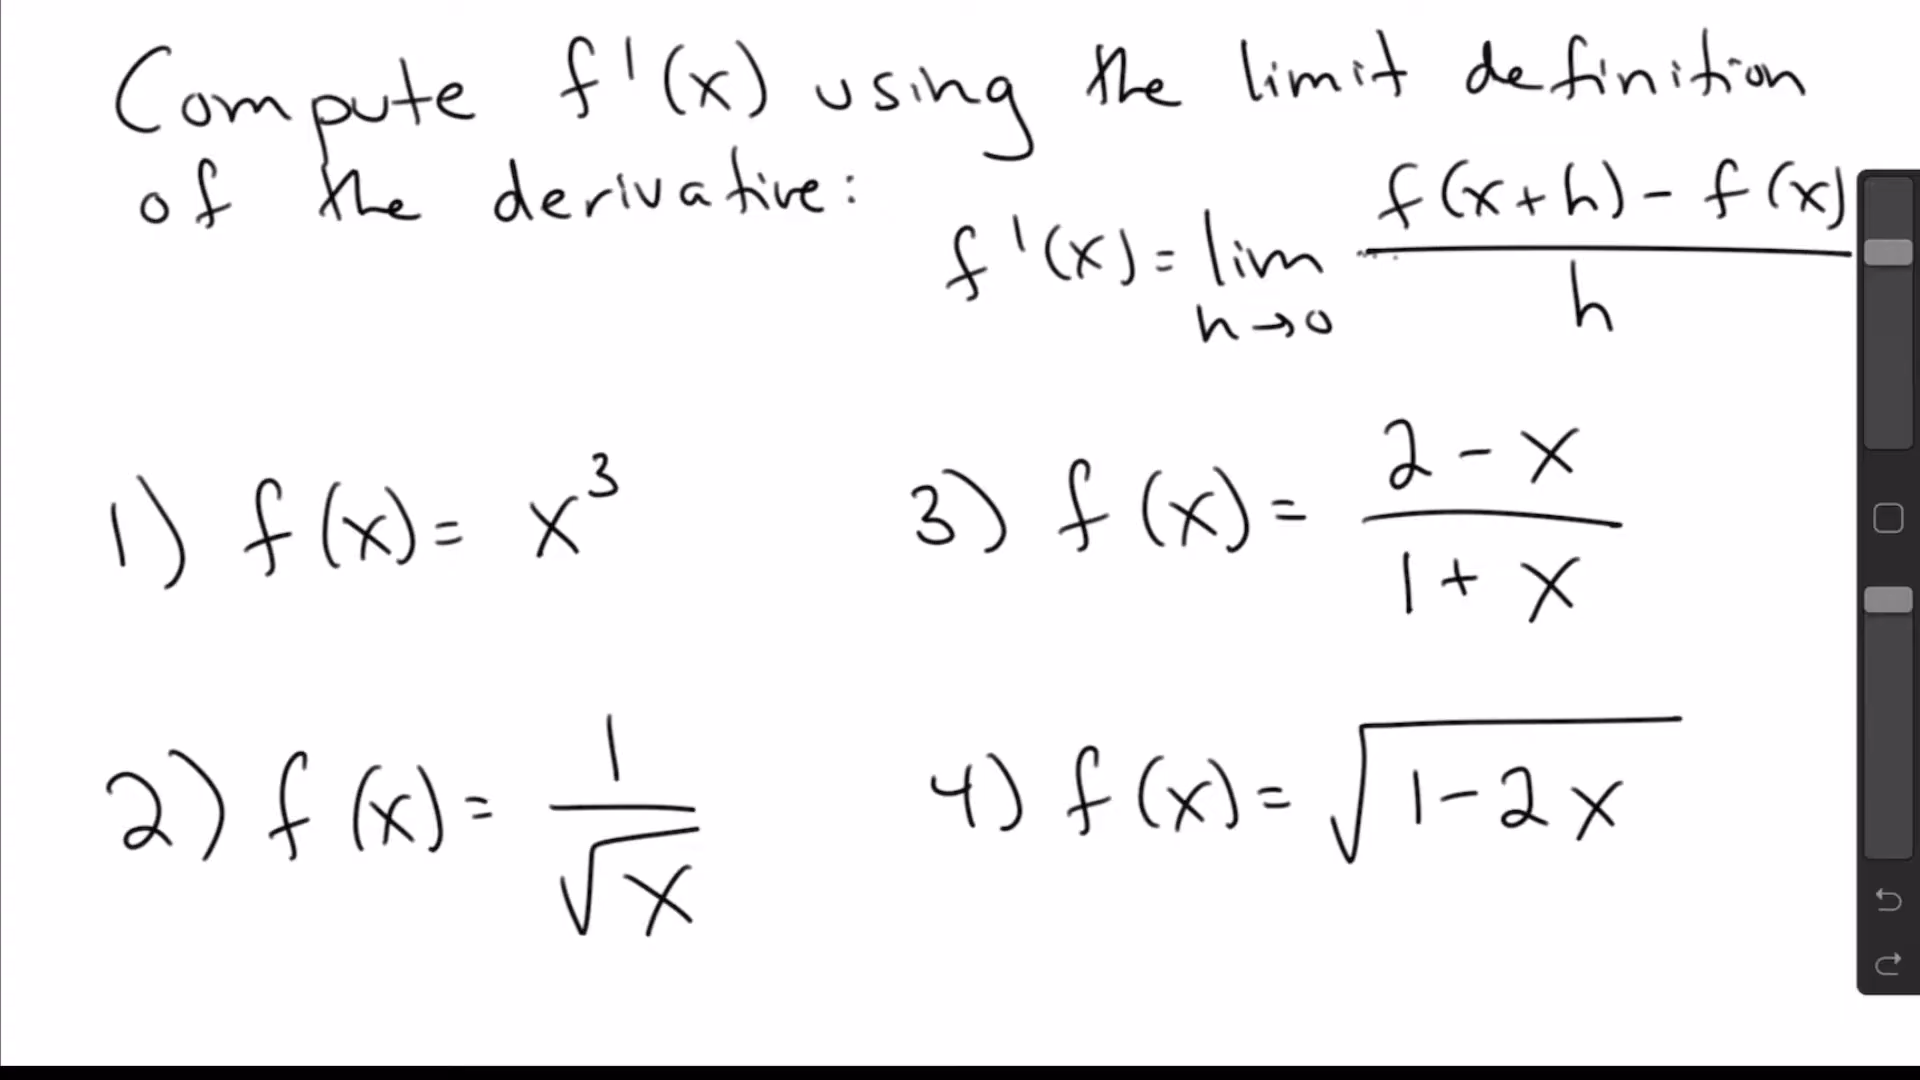 Compute f'(x) using the limit definition
of the derivative:
f'(x) = lim h→0 (f(x+h) - f(x))/h
1) f(x) = x³
3) f(x) = (2 - x)/(1 + x)
2) f(x) = 1/√x
4) f(x) = √(1 - 2x)